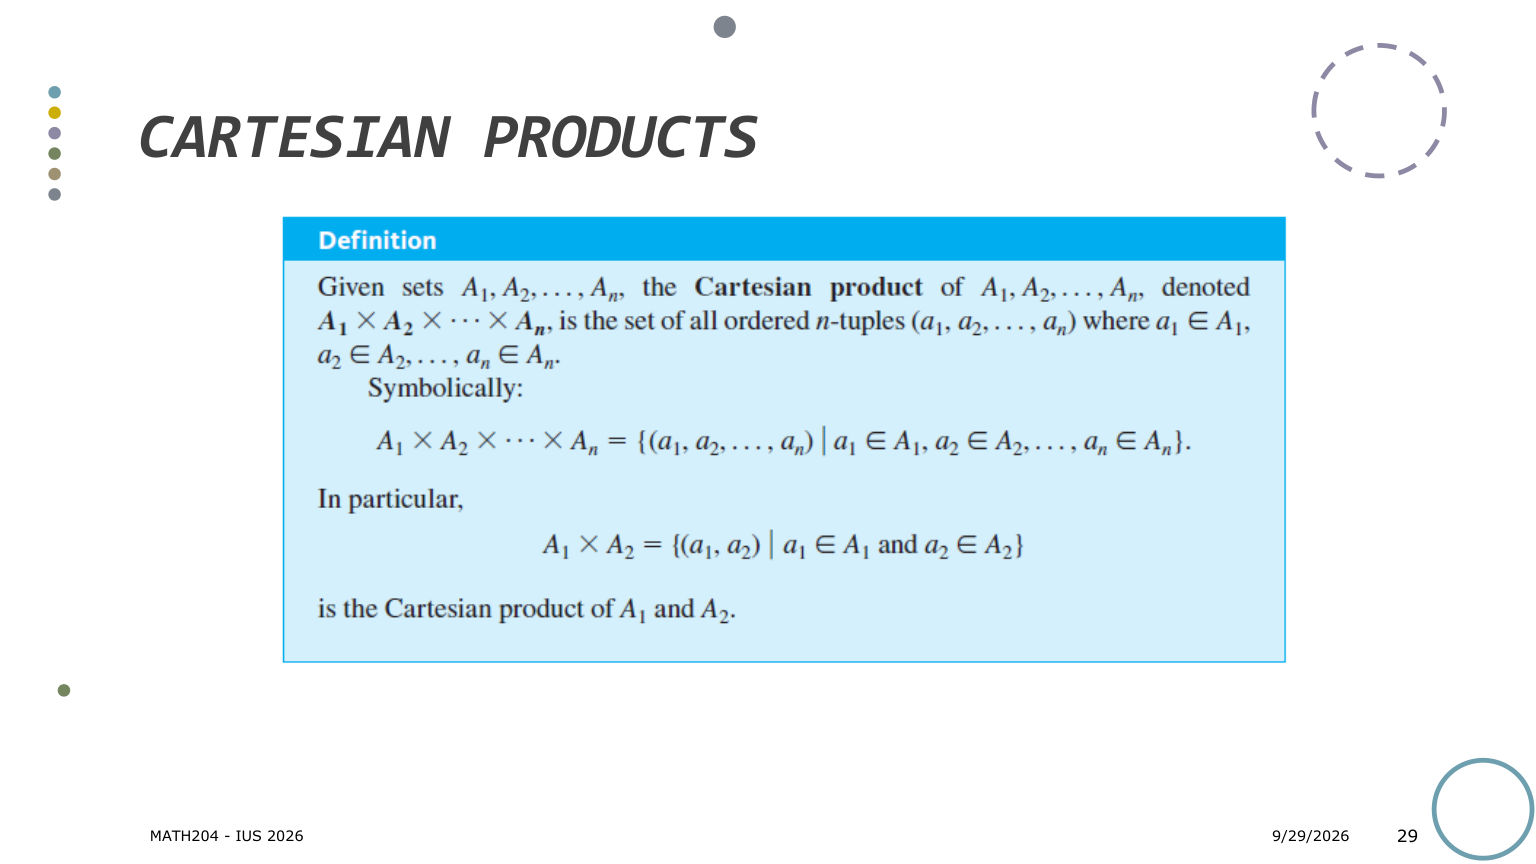 CARTESIAN PRODUCTS
Definition
Given sets A₁, A₂, . . . , Aₙ, the Cartesian product of A₁, A₂, . . . , Aₙ, denoted
A₁ × A₂ × ··· × Aₙ, is the set of all ordered n-tuples (a₁, a₂, . . . , aₙ) where a₁ ∈ A₁,
a₂ ∈ A₂, . . . , aₙ ∈ Aₙ.
Symbolically:
A₁ × A₂ × ··· × Aₙ = {(a₁, a₂, . . . , aₙ) | a₁ ∈ A₁, a₂ ∈ A₂, . . . , aₙ ∈ Aₙ}.
In particular,
A₁ × A₂ = {(a₁, a₂) | a₁ ∈ A₁ and a₂ ∈ A₂}
is the Cartesian product of A₁ and A₂.
MATH204 - IUS 2026
9/29/2026
29